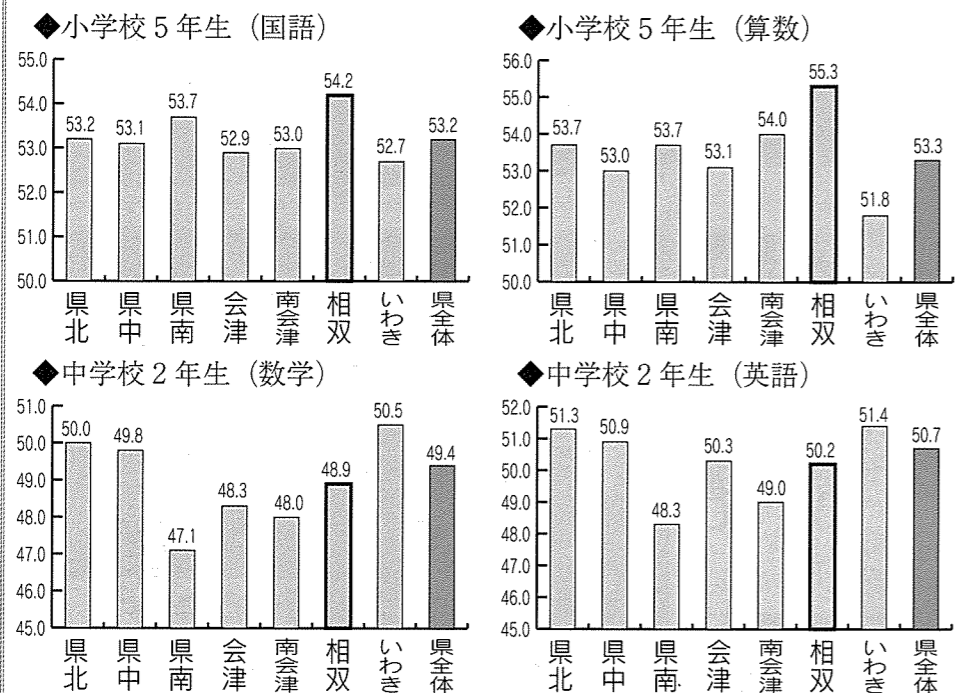 ◆小学校5年生（国語）
55.0
54.0
53.0
52.0
51.0
50.0
53.2
53.1
53.7
52.9
53.0
54.2
52.7
53.2
県北
県中
県南
会津
南会津
相双
いわき
県全体
◆小学校5年生（算数）
56.0
55.0
54.0
53.0
52.0
51.0
50.0
53.7
53.0
53.7
53.1
54.0
55.3
51.8
53.3
県北
県中
県南
会津
南会津
相双
いわき
県全体
◆中学校2年生（数学）
51.0
50.0
49.0
48.0
47.0
46.0
45.0
50.0
49.8
47.1
48.3
48.0
48.9
50.5
49.4
県北
県中
県南
会津
南会津
相双
いわき
県全体
◆中学校2年生（英語）
52.0
51.0
50.0
49.0
48.0
47.0
46.0
45.0
51.3
50.9
48.3
50.3
49.0
50.2
51.4
50.7
県北
県中
県南
会津
南会津
相双
いわき
県全体